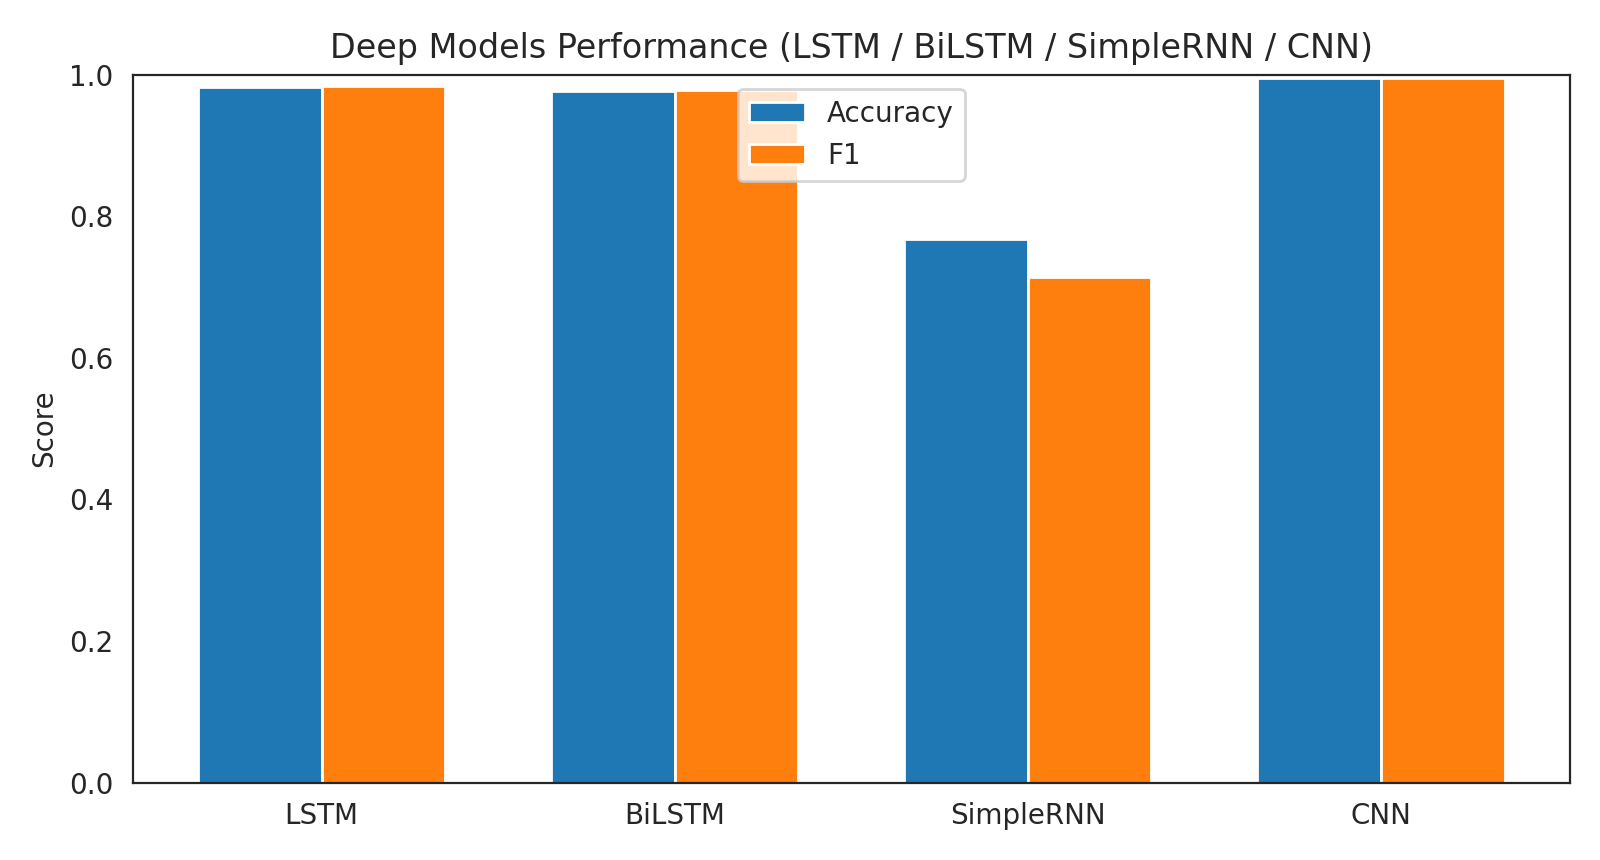 Deep Models Performance (LSTM / BiLSTM / SimpleRNN / CNN)
1.0
0.8
0.6
0.4
0.2
0.0
Score
Accuracy
F1
LSTM
BiLSTM
SimpleRNN
CNN